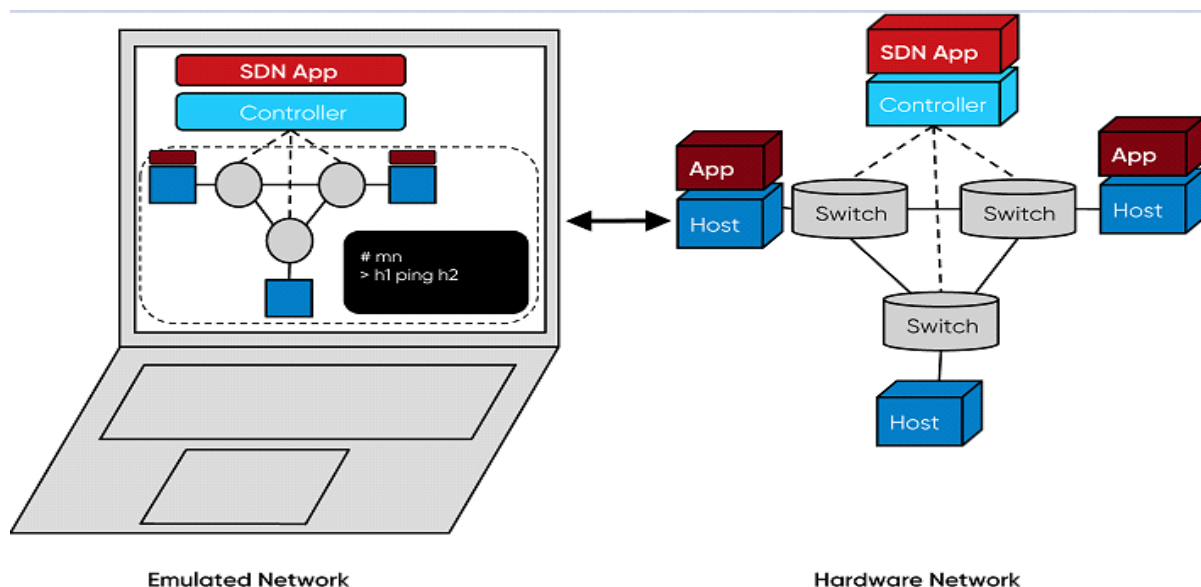 SDN App
Controller
# mn
> h1 ping h2
Emulated Network
SDN App
Controller
App
Host
Switch
Switch
App
Host
Switch
Host
Hardware Network